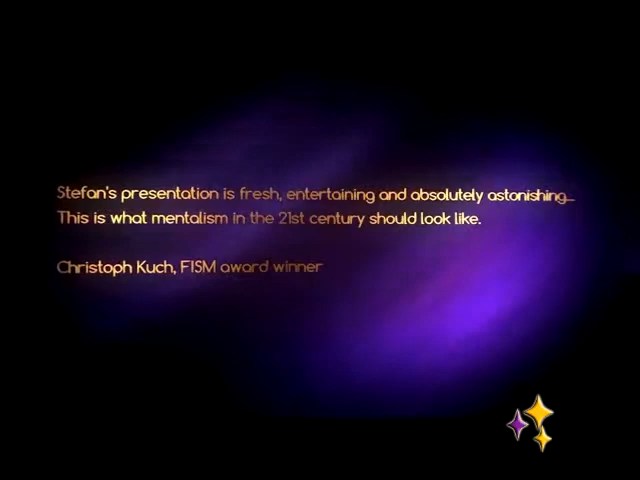 Stefan's presentation is fresh, entertaining and absolutely astonishing...
This is what mentalism in the 21st century should look like.
Christoph Kuch, FISM award winner